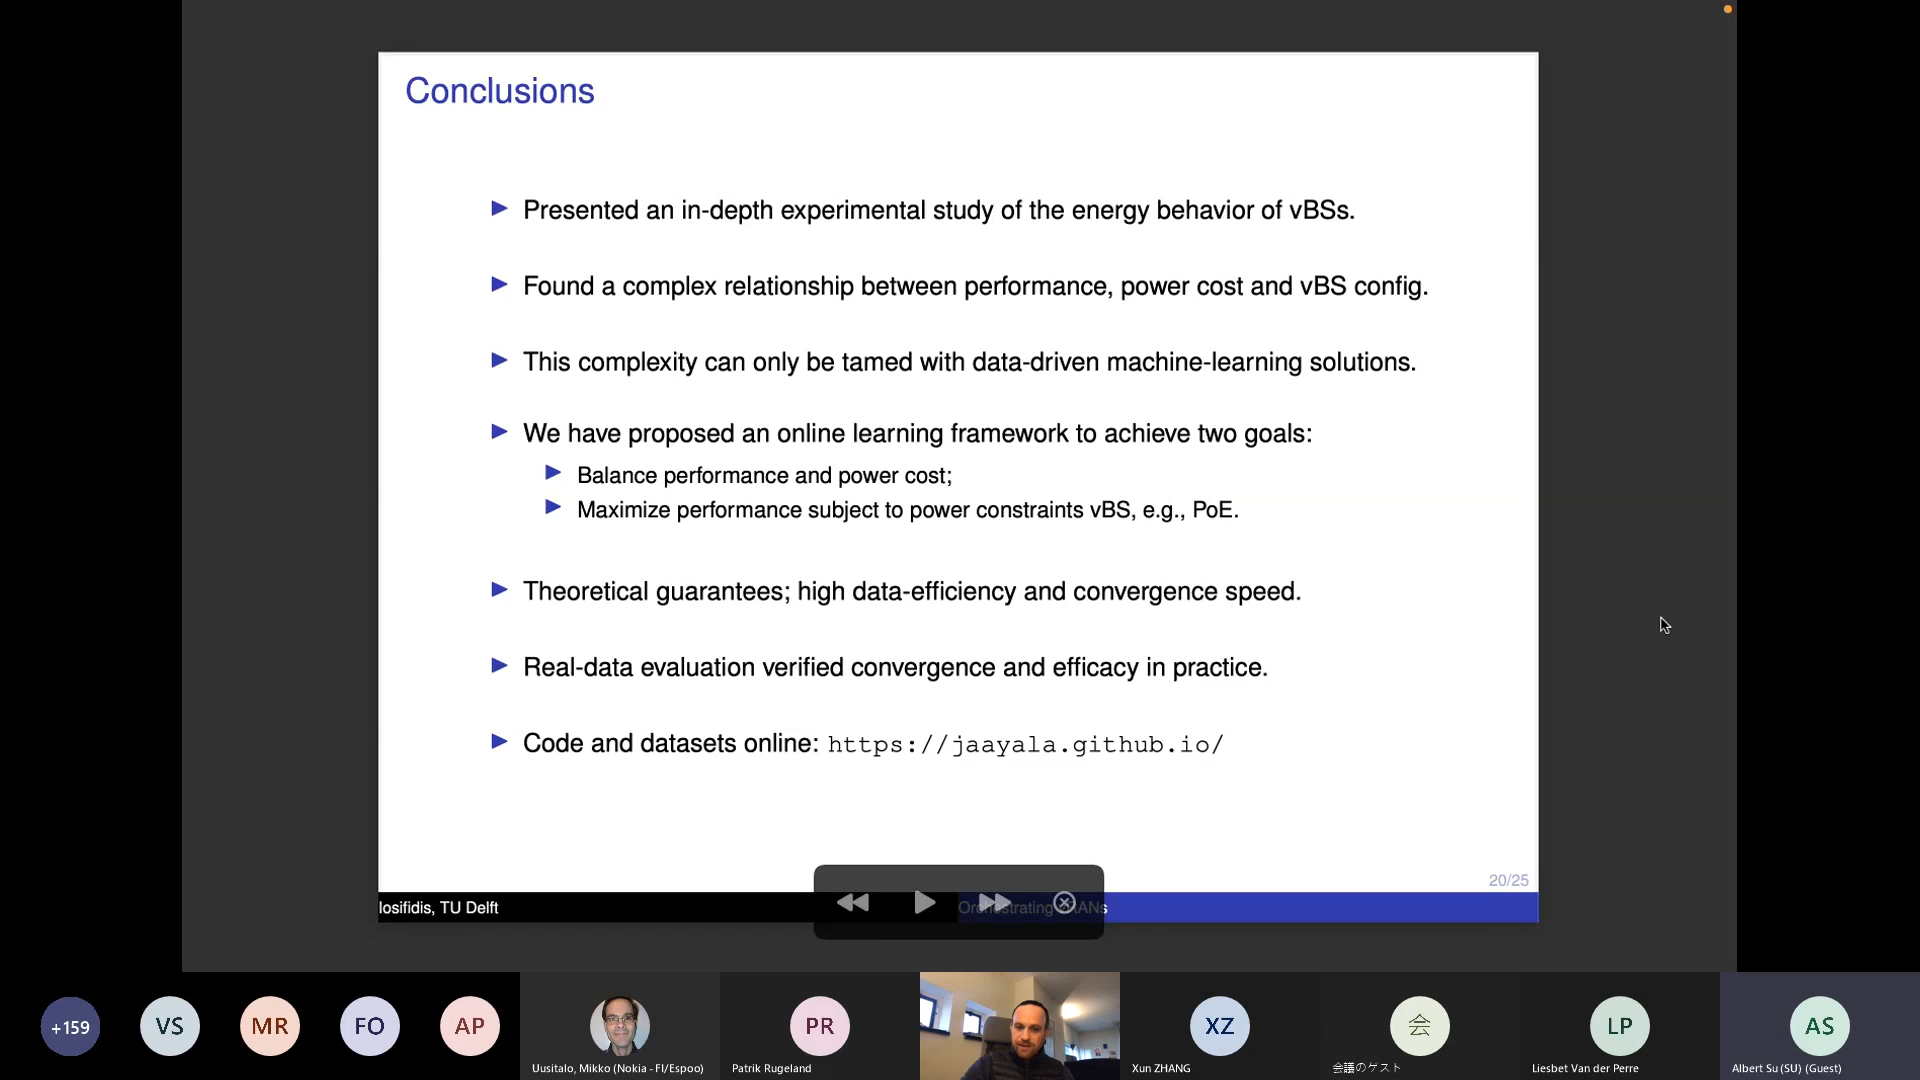 Conclusions
Presented an in-depth experimental study of the energy behavior of vBSs.
Found a complex relationship between performance, power cost and vBS config.
This complexity can only be tamed with data-driven machine-learning solutions.
We have proposed an online learning framework to achieve two goals:
Balance performance and power cost;
Maximize performance subject to power constraints vBS, e.g., PoE.
Theoretical guarantees; high data-efficiency and convergence speed.
Real-data evaluation verified convergence and efficacy in practice.
Code and datasets online: https://jaayala.github.io/
20/25
Iosifidis, TU Delft
Orchestrating
+159
VS
MR
FO
AP
PR
XZ
会
LP
AS
Uusitalo, Mikko (Nokia - FI/Espoo)
Patrik Rugeland
Xun ZHANG
会議のゲスト
Liesbet Van der Perre
Albert Su (SU) (Guest)